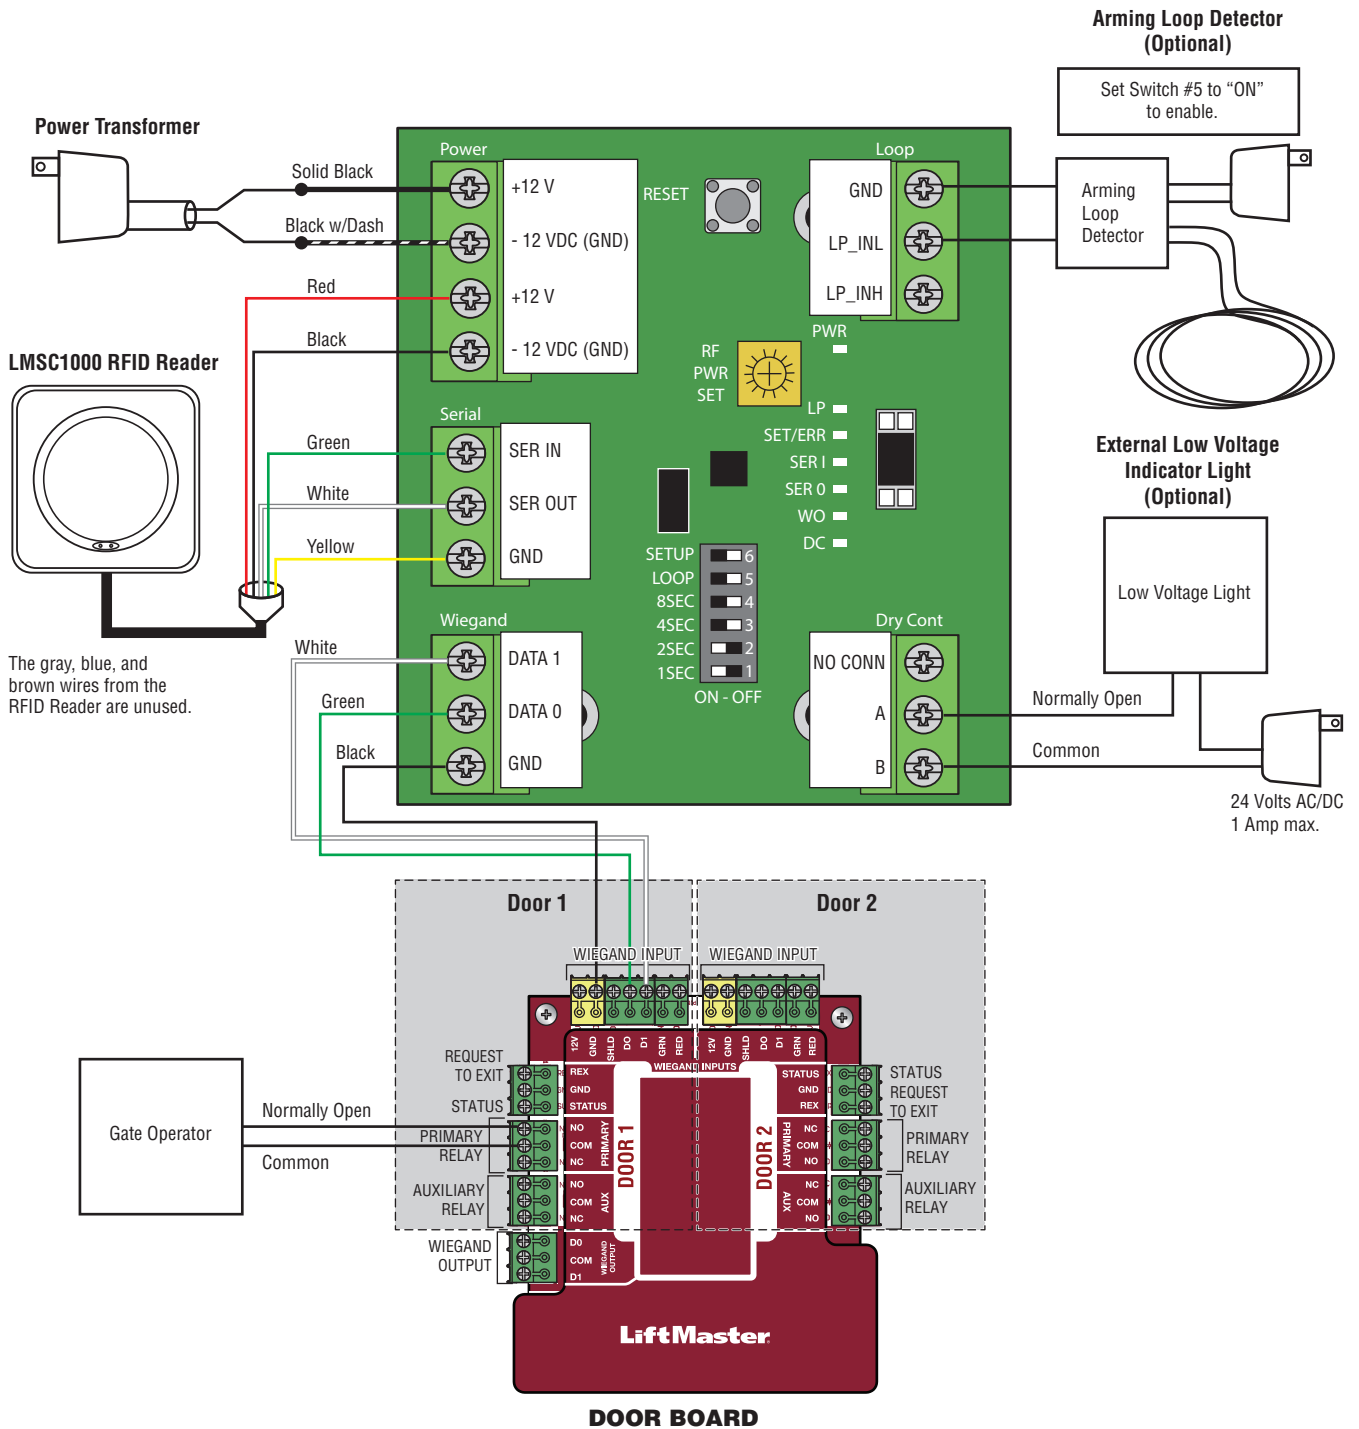 Arming Loop Detector
(Optional)
Set Switch #5 to “ON”
to enable.
Power Transformer
Solid Black
Black w/Dash
Red
Black
Power
+12 V
- 12 VDC (GND)
+12 V
- 12 VDC (GND)
RESET
Loop
GND
LP_INL
LP_INH
Arming
Loop
Detector
LMSC1000 RFID Reader
PWR
RF
PWR
SET
LP
SET/ERR
SER I
SER 0
WO
DC
Serial
Green
SER IN
White
SER OUT
Yellow
GND
External Low Voltage
Indicator Light
(Optional)
Low Voltage Light
SETUP 6
LOOP 5
8SEC 4
4SEC 3
2SEC 2
1SEC 1
ON - OFF
The gray, blue, and
brown wires from the
RFID Reader are unused.
Wiegand
White
DATA 1
Green
DATA 0
Black
GND
Dry Cont
NO CONN
A
B
Normally Open
Common
24 Volts AC/DC
1 Amp max.
Door 1
Door 2
WIEGAND INPUT
WIEGAND INPUT
12V
GND
SHLD
DO
D1
GRN
RED
12V
GND
SHLD
DO
D1
GRN
RED
WIEGAND INPUTS
REQUEST
TO EXIT
STATUS
PRIMARY
RELAY
AUXILIARY
RELAY
WIEGAND
OUTPUT
REX
GND
STATUS
NO
COM
NC
PRIMARY
NO
COM
NC
AUX
D0
COM
D1
WIEGAND
OUTPUT
DOOR 1
DOOR 2
STATUS
GND
REX
NC
COM
NO
PRIMARY
NC
COM
NO
AUX
STATUS
REQUEST
TO EXIT
PRIMARY
RELAY
AUXILIARY
RELAY
Gate Operator
Normally Open
Common
LiftMaster
DOOR BOARD